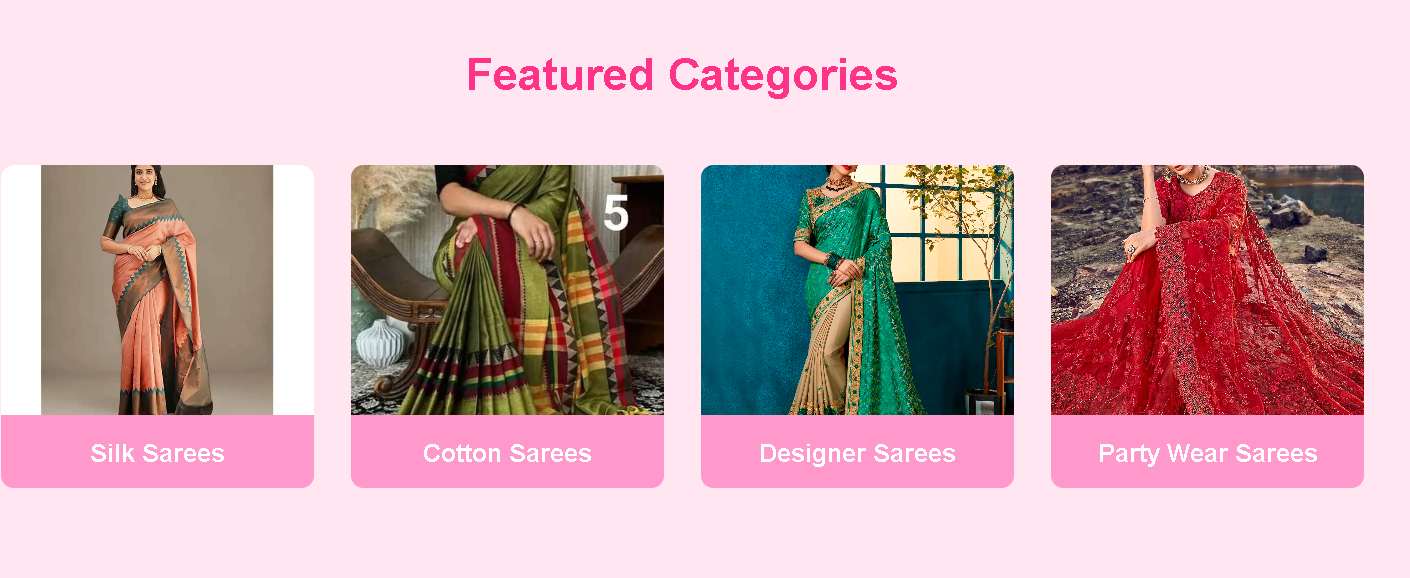 Featured Categories
5
Silk Sarees
Cotton Sarees
Designer Sarees
Party Wear Sarees